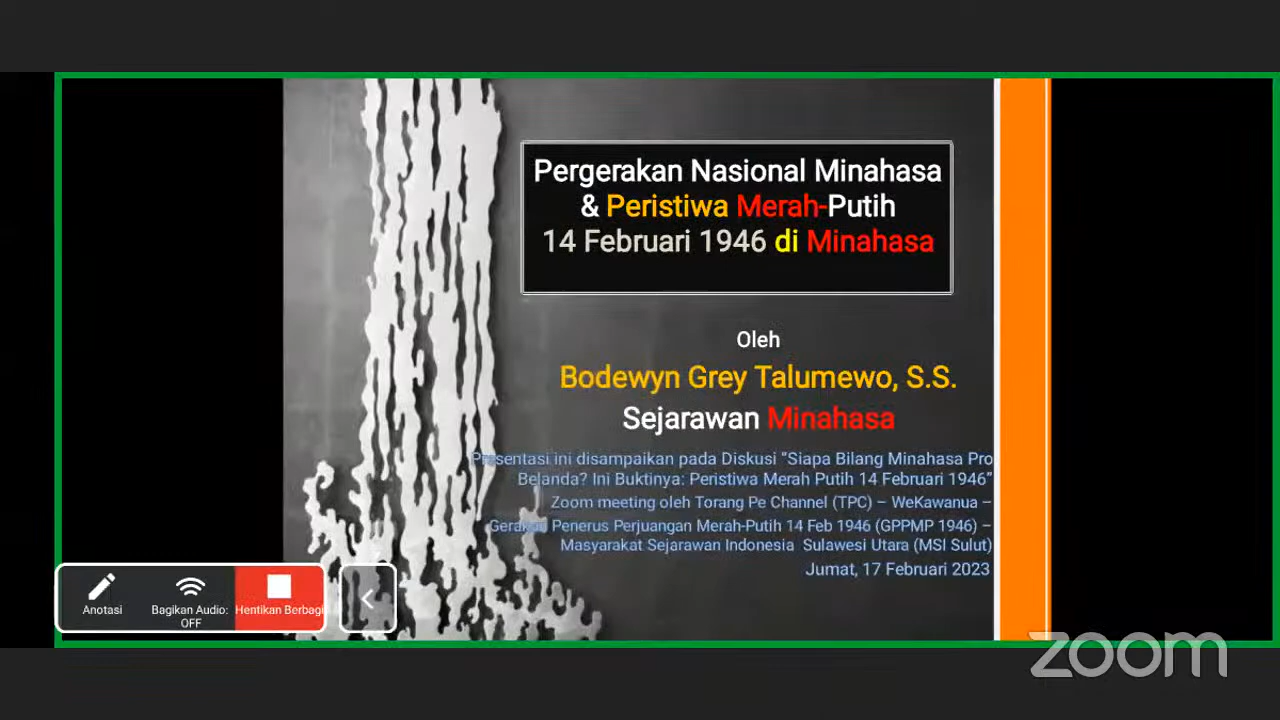 Pergerakan Nasional Minahasa
& Peristiwa Merah-Putih
14 Februari 1946 di Minahasa
Oleh
Bodewyn Grey Talumewo, S.S.
Sejarawan Minahasa
Presentasi ini disampaikan pada Diskusi "Siapa Bilang Minahasa Pro
Belanda? Ini Buktinya: Peristiwa Merah Putih 14 Februari 1946"
Zoom meeting oleh Torang Pe Channel (TPC) – WeKawanua –
Gerakan Penerus Perjuangan Merah-Putih 14 Feb 1946 (GPPMP 1946) –
Masyarakat Sejarawan Indonesia Sulawesi Utara (MSI Sulut)
Jumat, 17 Februari 2023
Anotasi
Bagikan Audio:
OFF
Hentikan Berbagi
zoom